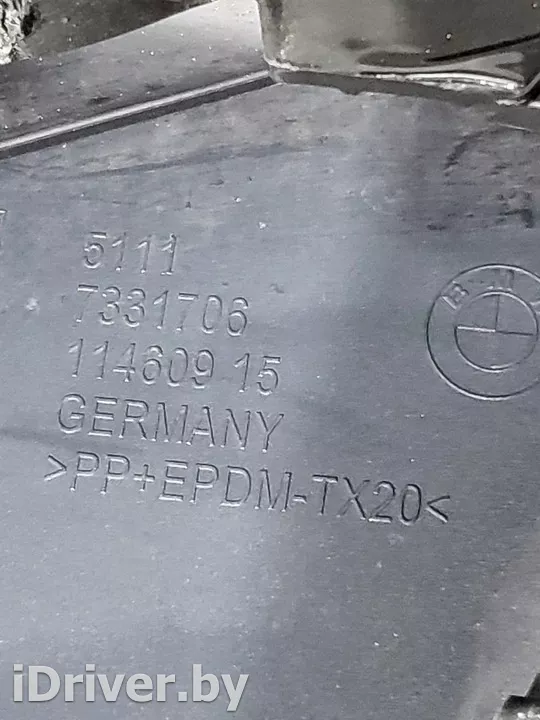 5111
7331706
114609 15
GERMANY
>PP+EPDM-TX20<
BMW
iDriver.by